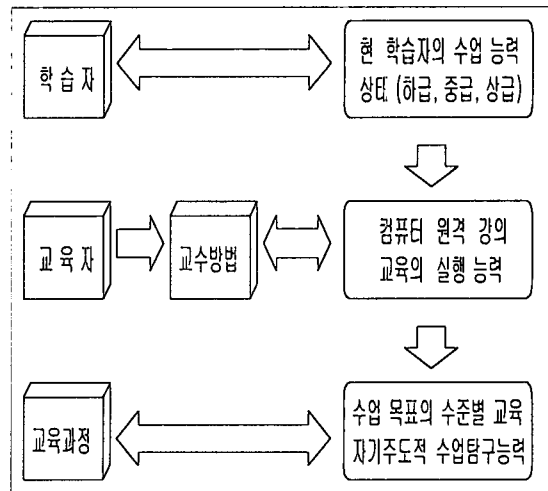 학습자
현 학습자의 수업 능력
상태 (하급, 중급, 상급)
교육자
교수방법
컴퓨터 원격 강의
교육의 실행 능력
교육과정
수업 목표의 수준별 교육
자기주도적 수업탐구능력